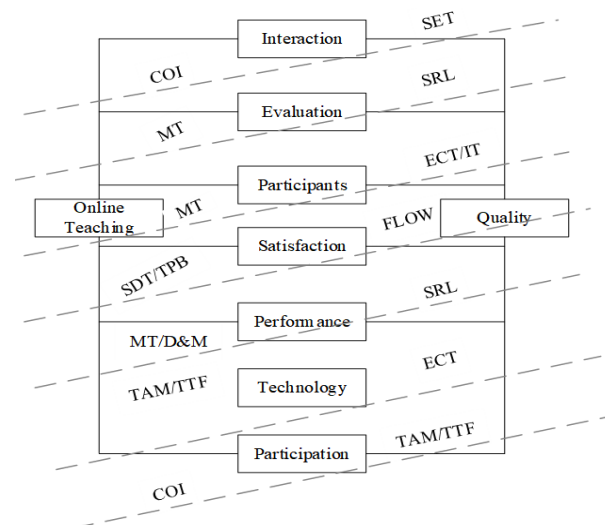 SET
Interaction
COI
SRL
Evaluation
MT
ECT/IT
Participants
MT
Online
Teaching
FLOW
Quality
Satisfaction
SDT/TPB
SRL
Performance
MT/D&M
ECT
TAM/TTF
Technology
TAM/TTF
Participation
COI